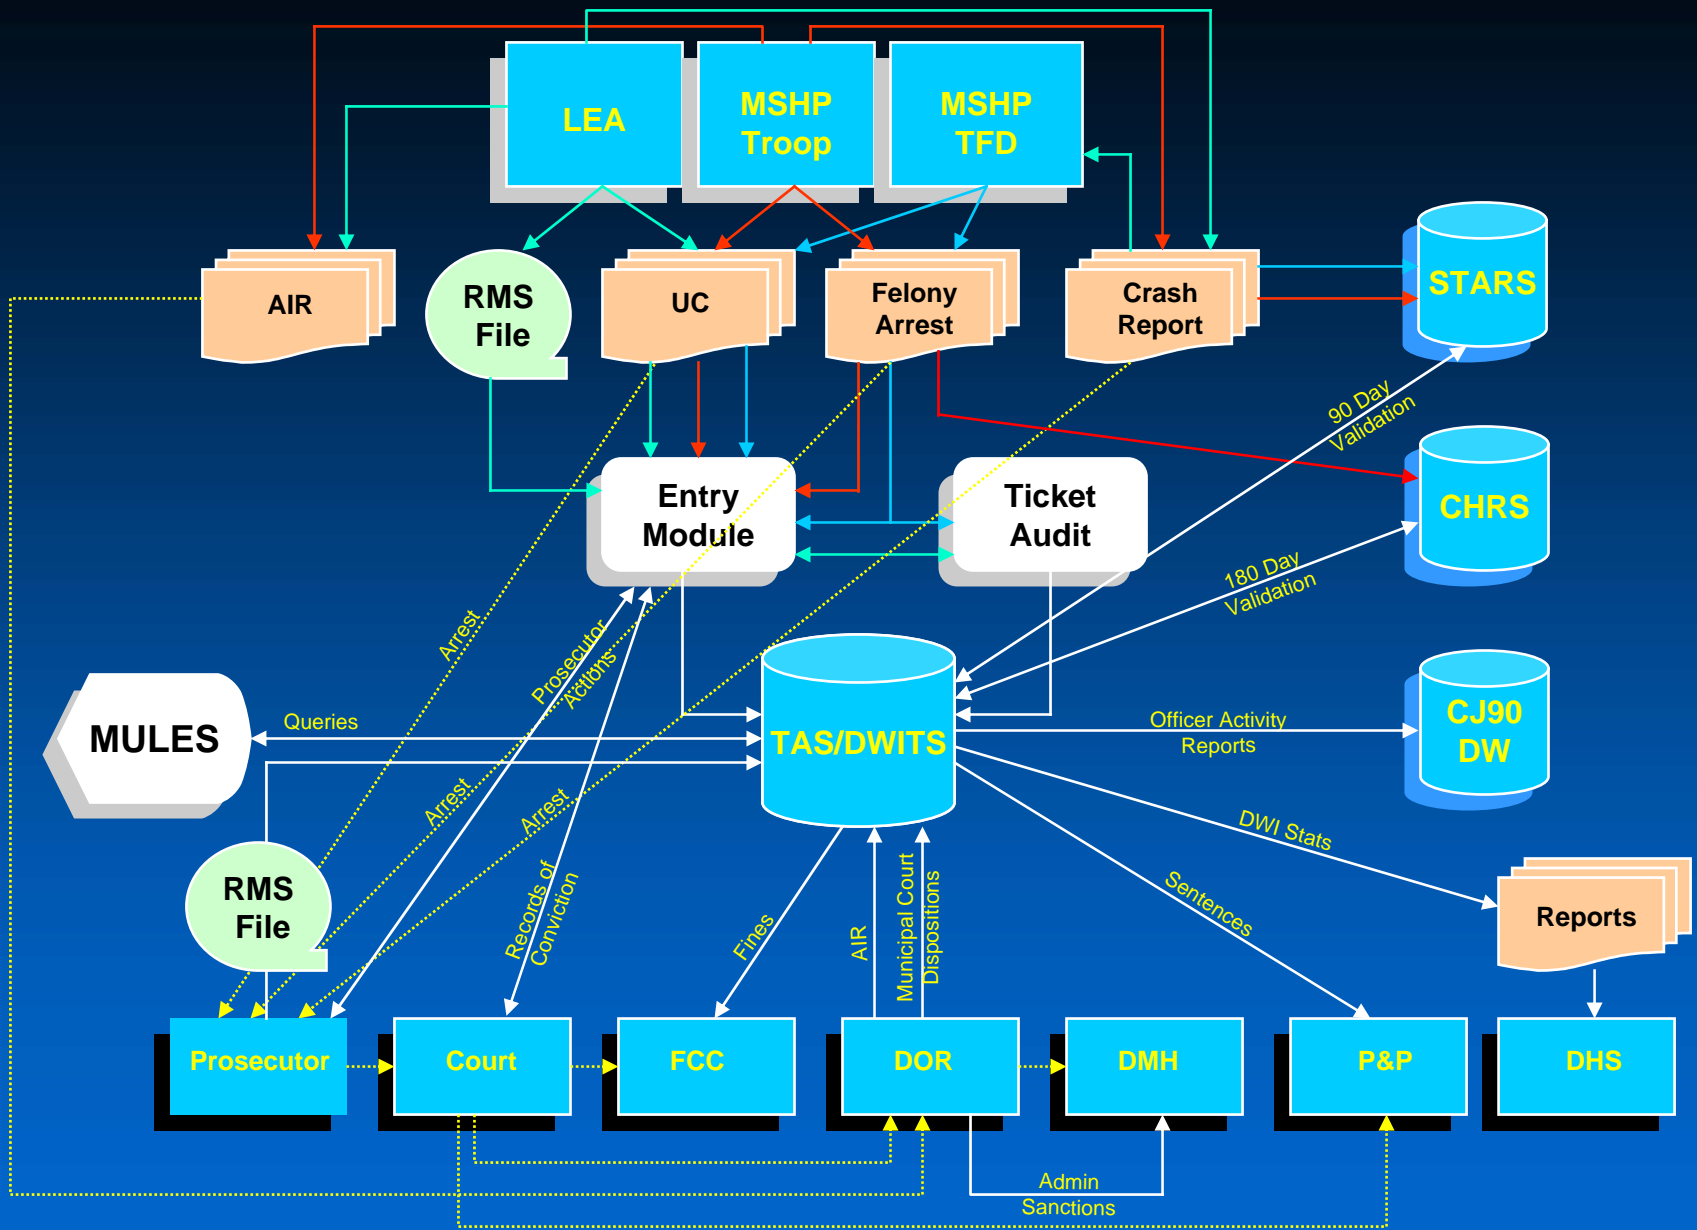 LEA
MSHP
Troop
MSHP
TFD
AIR
RMS
File
UC
Felony
Arrest
Crash
Report
STARS
90 Day
Validation
Entry
Module
Ticket
Audit
CHRS
180 Day
Validation
Arrest
Prosecutor
Actions
MULES
Queries
TAS/DWITS
Officer Activity
Reports
CJ90
DW
Arrest
Arrest
DWI Stats
RMS
File
Records of
Conviction
Fines
AIR
Municipal Court
Dispositions
Sentences
Reports
Prosecutor
Court
FCC
DOR
DMH
P&P
DHS
Admin
Sanctions